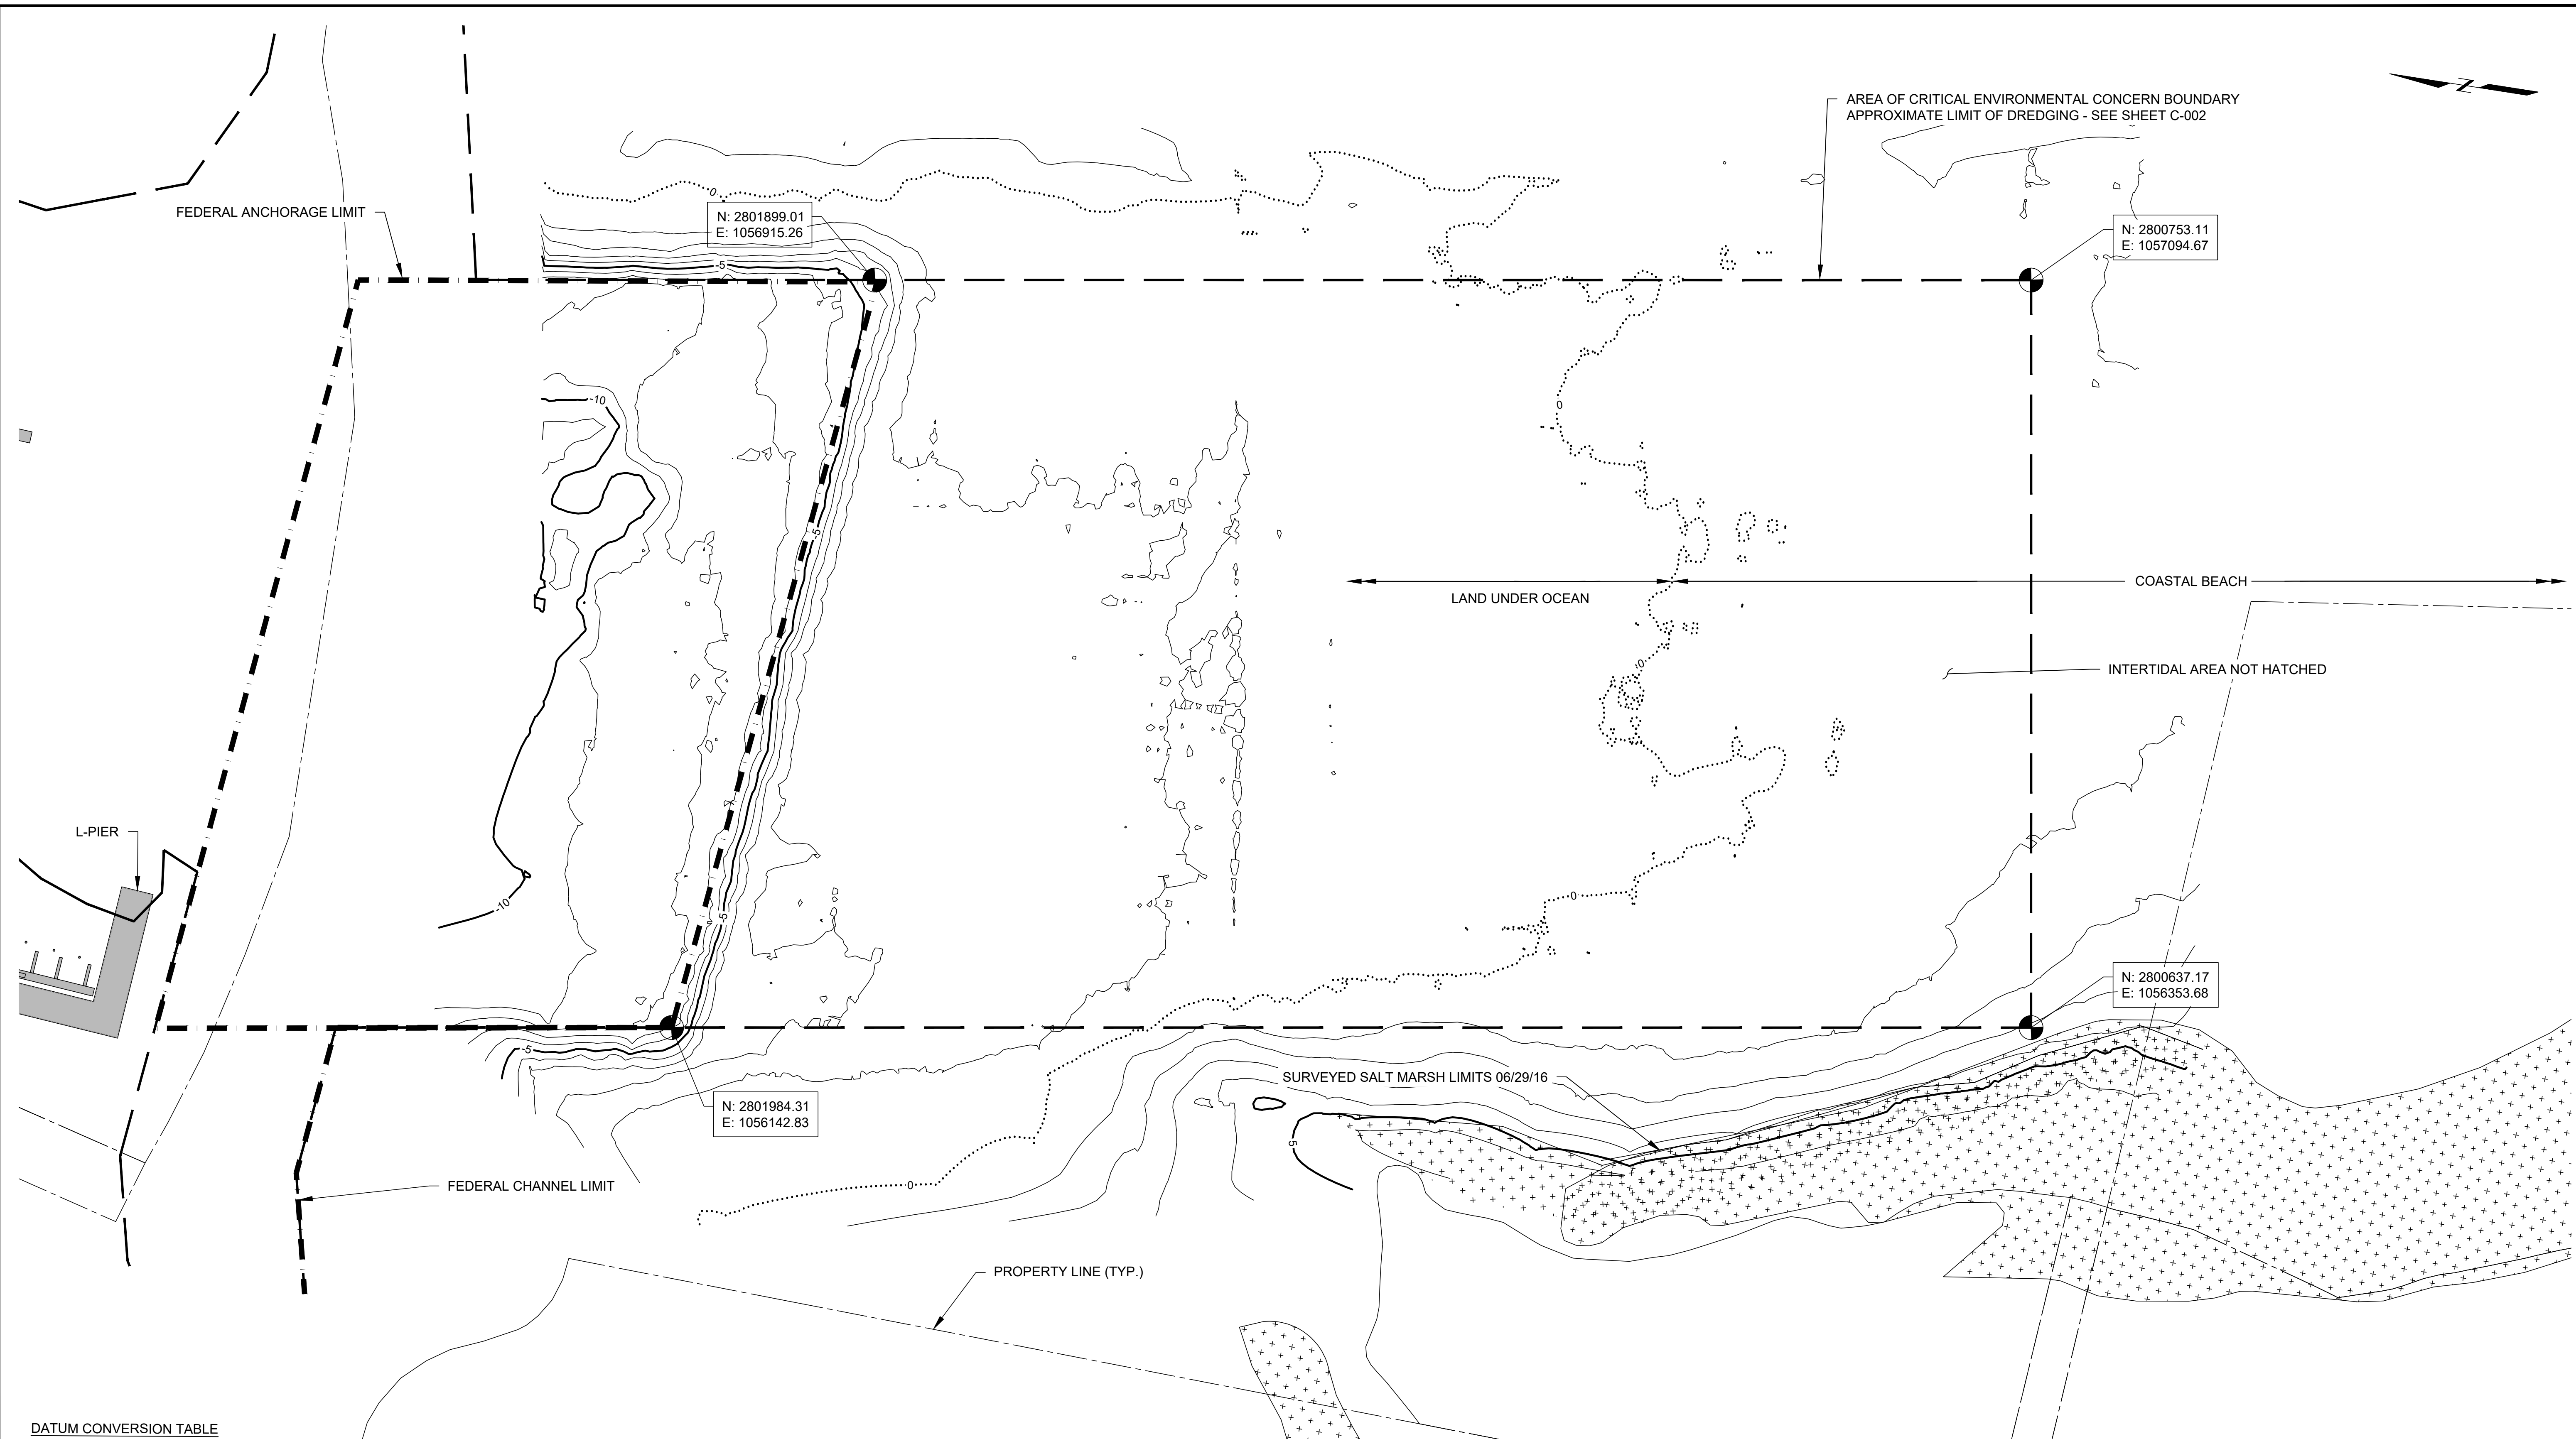 AREA OF CRITICAL ENVIRONMENTAL CONCERN BOUNDARY
APPROXIMATE LIMIT OF DREDGING - SEE SHEET C-002
N
FEDERAL ANCHORAGE LIMIT
0
N: 2801899.01
E: 1056915.26
N: 2800753.11
E: 1057094.67
-5
-10
0
-5
COASTAL BEACH
LAND UNDER OCEAN
0
INTERTIDAL AREA NOT HATCHED
L-PIER
0
-10
-5
N: 2800637.17
E: 1056353.68
-5
SURVEYED SALT MARSH LIMITS 06/29/16
N: 2801984.31
E: 1056142.83
5
FEDERAL CHANNEL LIMIT
0
PROPERTY LINE (TYP.)
DATUM CONVERSION TABLE